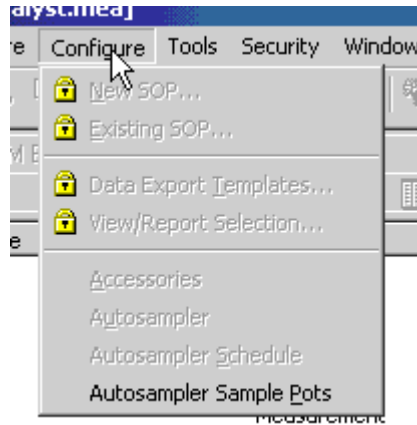 alyst.mea]
re Configure Tools Security Window
New SOP...
Existing SOP...
Data Export Templates...
View/Report Selection...
e
Accessories
Autosampler
Autosampler Schedule
Autosampler Sample Pots
Measurement